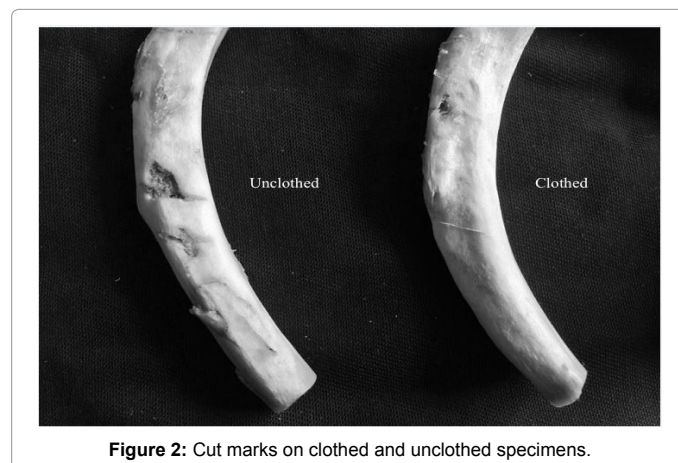 Unclothed
Clothed
Figure 2: Cut marks on clothed and unclothed specimens.